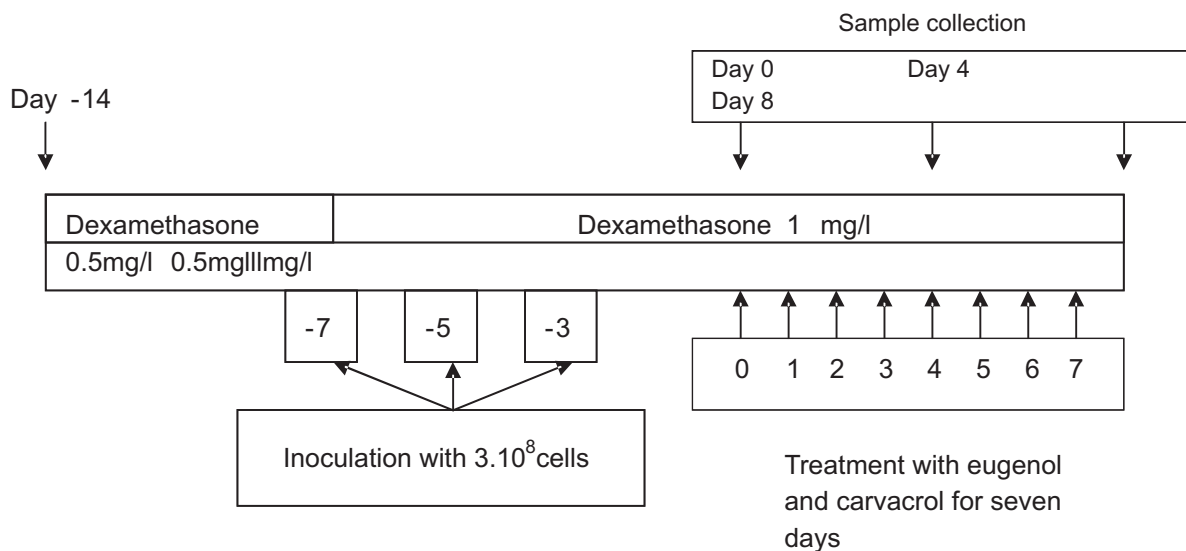 Sample collection
Day 0 Day 4
Day 8
Day -14
Dexamethasone Dexamethasone 1 mg/l
0.5mg/l 0.5mglllmg/l
-7 -5 -3
0 1 2 3 4 5 6 7
Inoculation with 3.10⁸cells
Treatment with eugenol
and carvacrol for seven
days